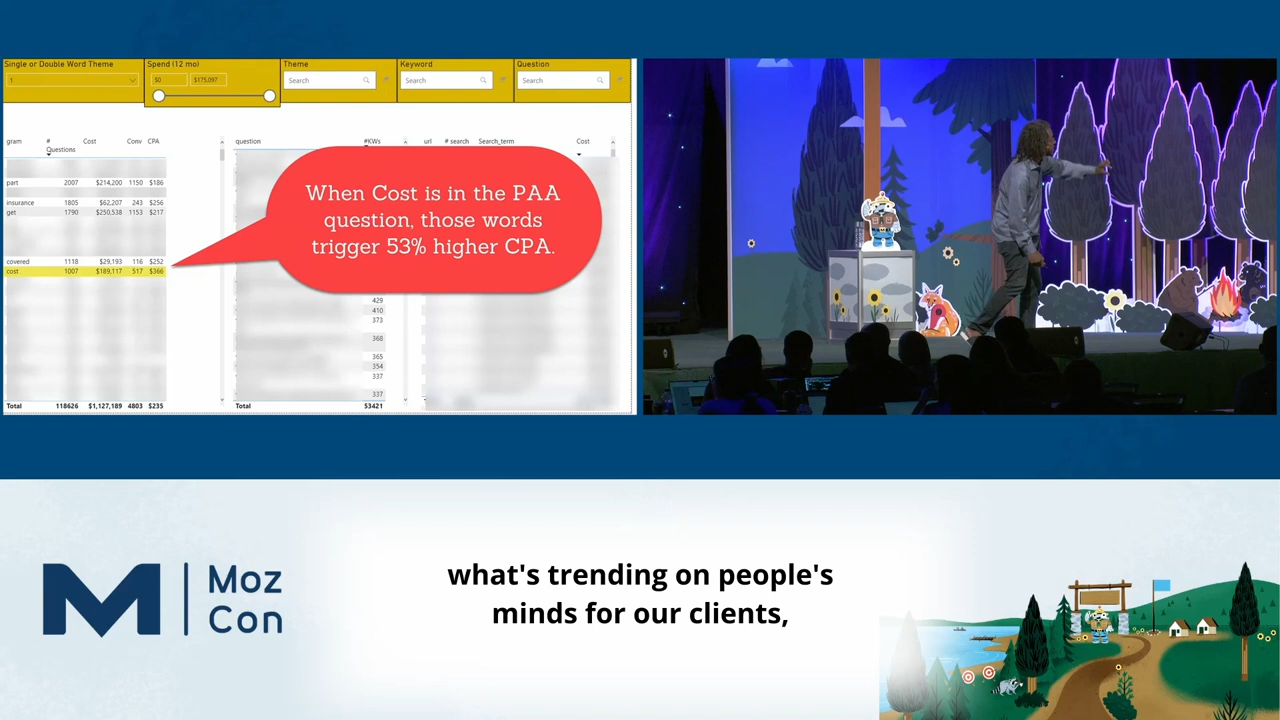 Single or Double Word Theme
1
Spend (12 mo)
$0 $175,097
Theme
Search
Keyword
Search
Question
Search
gram # Questions Cost Conv CPA
part 2007 $214,200 1150 $186
insurance 1805 $62,207 243 $256
get 1790 $250,538 1153 $217
covered 1118 $29,193 116 $252
cost 1007 $189,117 517 $366
Total 118626 $1,127,189 4803 $235
question #KWs
429
410
373
368
365
354
337
337
Total 53421
url # search Search_term Cost
When Cost is in the PAA
question, those words
trigger 53% higher CPA.
Moz
Con
what's trending on people's
minds for our clients,